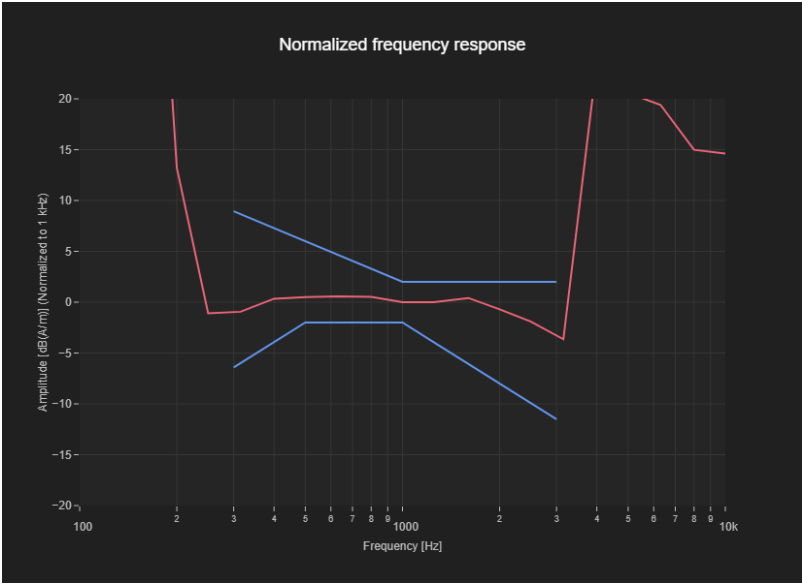 Normalized frequency response
Amplitude [dB(A/m)] (Normalized to 1 kHz)
20
15
10
5
0
−5
−10
−15
−20
100 2 3 4 5 6 7 8 9 1000 2 3 4 5 6 7 8 9 10k
Frequency [Hz]